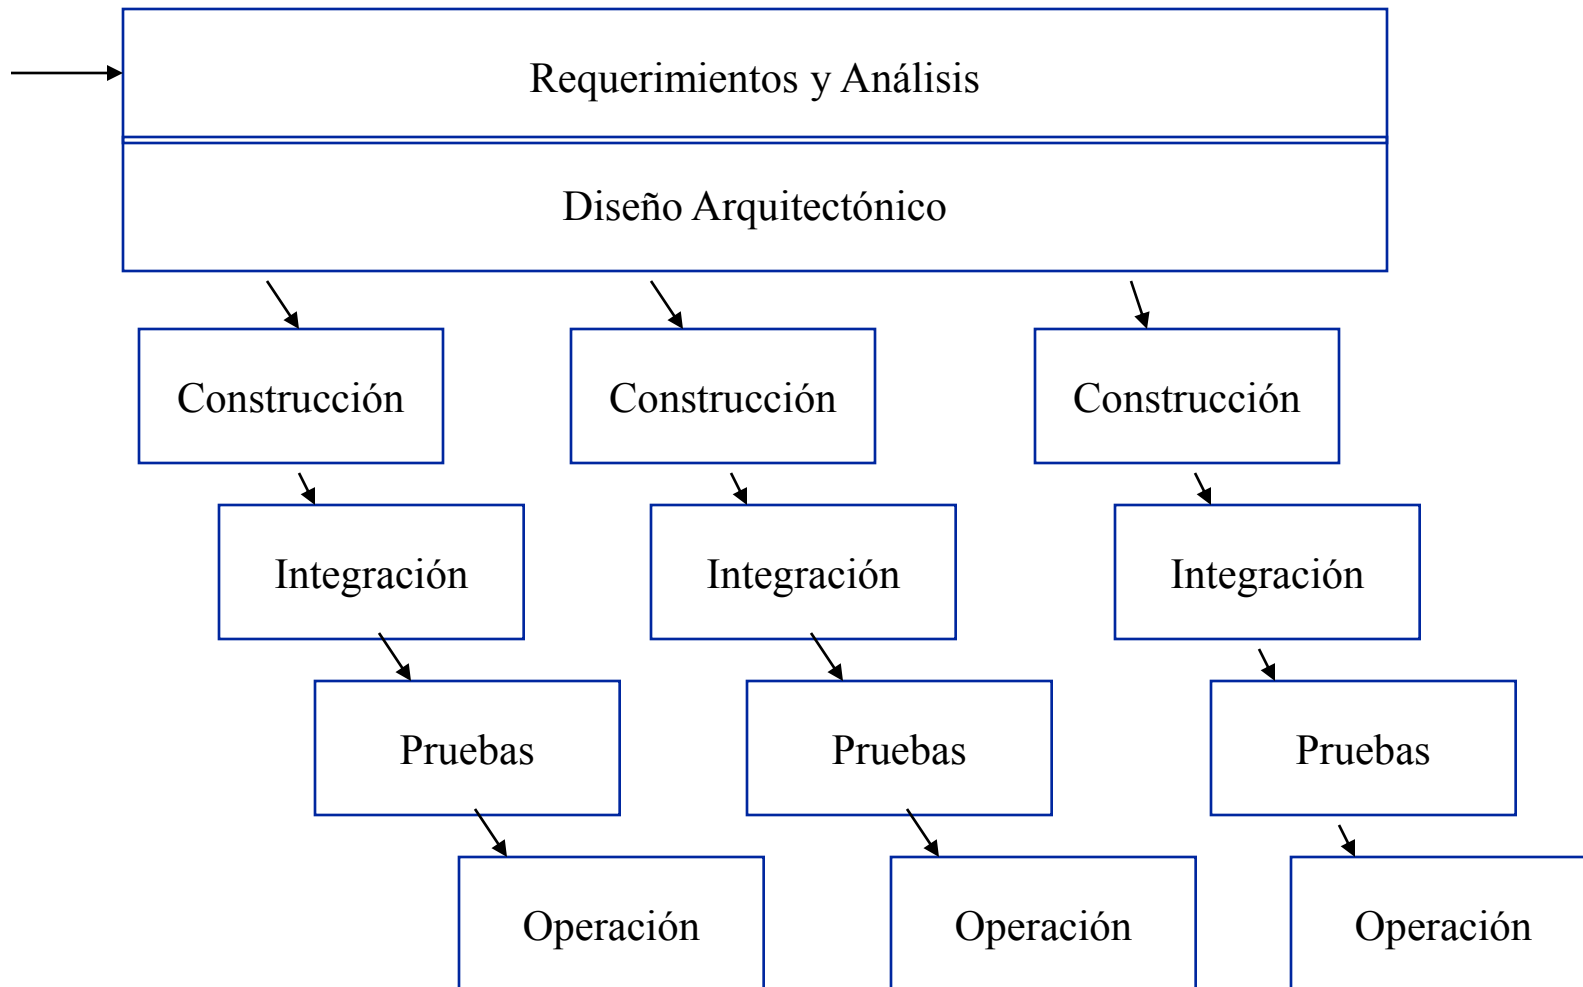 Requerimientos y Análisis
Diseño Arquitectónico
Construcción
Construcción
Construcción
Integración
Integración
Integración
Pruebas
Pruebas
Pruebas
Operación
Operación
Operación